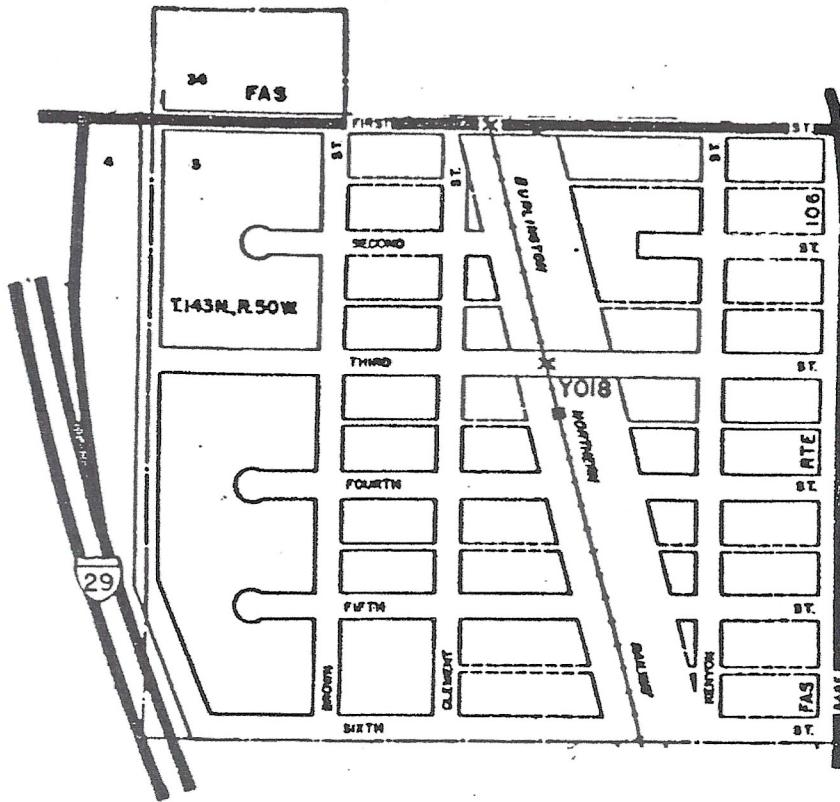 34
FAS
FIRST ST.
4
3
ST.
ST.
ST.
BURLINGTON
106
SECOND ST.
T.143N., R.50W.
THIRD ST.
Y018
NORTHERN
RTE
FOURTH ST.
29
FIFTH ST.
BROWN
CLEMENT
KENYON
FAS
SIXTH ST.